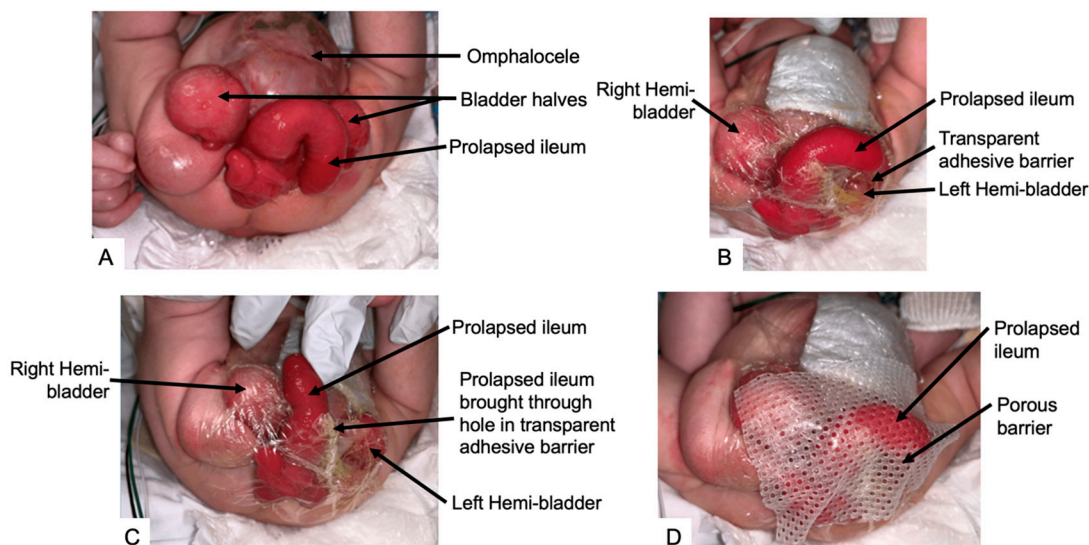 Omphalocele
Bladder halves
Prolapsed ileum
A
Right Hemi-
bladder
Prolapsed ileum
Transparent
adhesive barrier
Left Hemi-bladder
B
Right Hemi-
bladder
Prolapsed ileum
Prolapsed ileum
brought through
hole in transparent
adhesive barrier
Left Hemi-bladder
C
Prolapsed
ileum
Porous
barrier
D